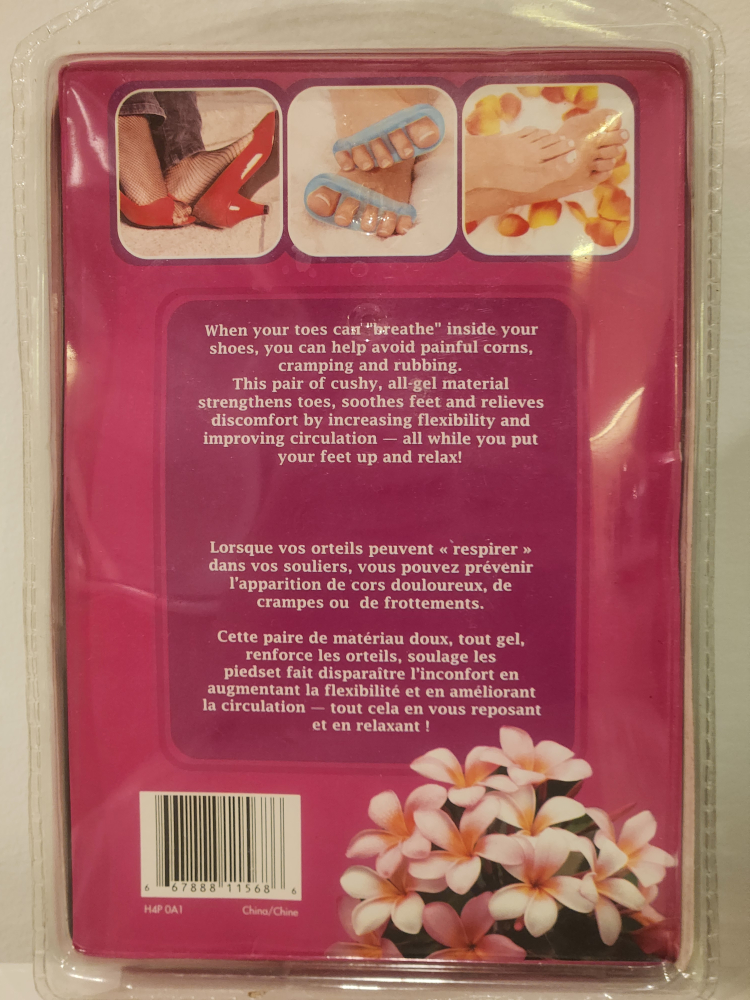 When your toes can "breathe" inside your
shoes, you can help avoid painful corns,
cramping and rubbing.
This pair of cushy, all-gel material
strengthens toes, soothes feet and relieves
discomfort by increasing flexibility and
improving circulation — all while you put
your feet up and relax!
Lorsque vos orteils peuvent « respirer »
dans vos souliers, vous pouvez prévenir
l'apparition de cors douloureux, de
crampes ou de frottements.
Cette paire de matériau doux, tout gel,
renforce les orteils, soulage les
piedset fait disparaître l'inconfort en
augmentant la flexibilité et en améliorant
la circulation — tout cela en vous reposant
et en relaxant !
6 67888 11568 6
H4P 0A1 China/Chine